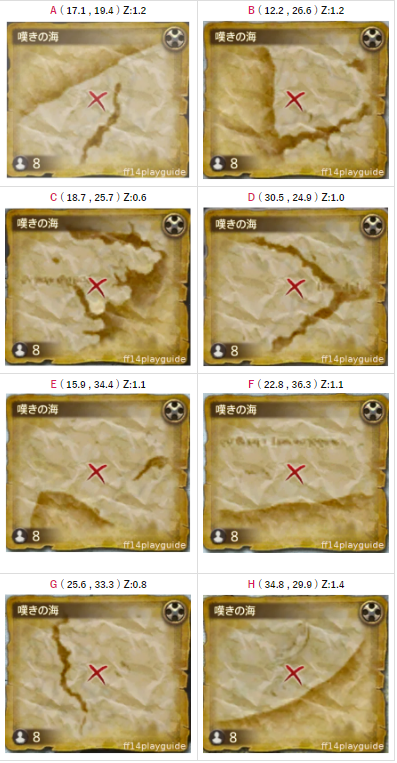 A ( 17.1 , 19.4 ) Z:1.2
嘆きの海
8
ff14playguide
B ( 12.2 , 26.6 ) Z:1.2
嘆きの海
8
ff14playguide
C ( 18.7 , 25.7 ) Z:0.6
嘆きの海
8
ff14playguide
D ( 30.5 , 24.9 ) Z:1.0
嘆きの海
8
ff14playguide
E ( 15.9 , 34.4 ) Z:1.1
嘆きの海
8
ff14playguide
F ( 22.8 , 36.3 ) Z:1.1
嘆きの海
8
ff14playguide
G ( 25.6 , 33.3 ) Z:0.8
嘆きの海
8
ff14playguide
H ( 34.8 , 29.9 ) Z:1.4
嘆きの海
8
ff14playguide